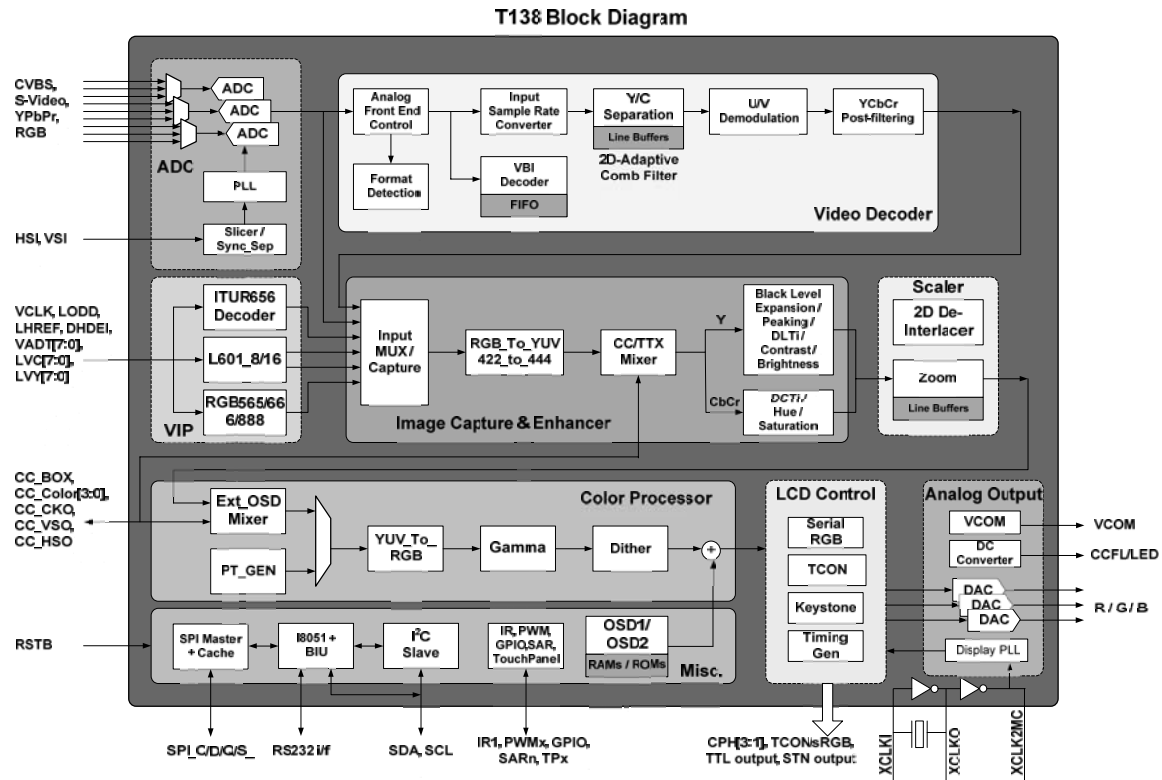 T138 Block Diagram
CVBS,
S-Video,
YPbPr,
RGB
ADC
ADC
ADC
ADC
PLL
Slicer /
Sync_Sep
HSI, VSI
Analog
Front End
Control
Input
Sample Rate
Converter
Y/C
Separation
Line Buffers
2D-Adaptive
Comb Filter
U/V
Demodulation
YCbCr
Post-filtering
Format
Detection
VBI
Decoder
FIFO
Video Decoder
VCLK, LODD,
LHREF, DHDEI,
VADT[7:0],
LVC[7:0],
LVY[7:0]
ITUR656
Decoder
L601_8/16
RGB565/66
6/888
VIP
Input
MUX /
Capture
RGB_To_YUV
422_to_444
CC/TTX
Mixer
Y
CbCr
Black Level
Expansion /
Peaking /
DLTi /
Contrast /
Brightness
DCTi /
Hue /
Saturation
Image Capture & Enhancer
Scaler
2D De-
Interlacer
Zoom
Line Buffers
CC_BOX,
CC_Color[3:0],
CC_CKO,
CC_VSO,
CC_HSO
Ext_OSD
Mixer
PT_GEN
YUV_To_
RGB
Gamma
Dither
+
Color Processor
LCD Control
Serial
RGB
TCON
Keystone
Timing
Gen
Analog Output
VCOM
DC
Converter
DAC
DAC
DAC
Display PLL
VCOM
CCFL/LED
R / G / B
RSTB
SPI Master
+ Cache
I8051 +
BIU
I²C
Slave
IR, PWM,
GPIO,SAR,
TouchPanel
OSD1/
OSD2
RAMs / ROMs
Misc.
SPI_C/D/Q/S_
RS232 i/f
SDA, SCL
IR1, PWMx, GPIO,
SARn, TPx
CPH[3:1], TCON/sRGB,
TTL output, STN output
XCLKI
XCLKO
XCLK2MC